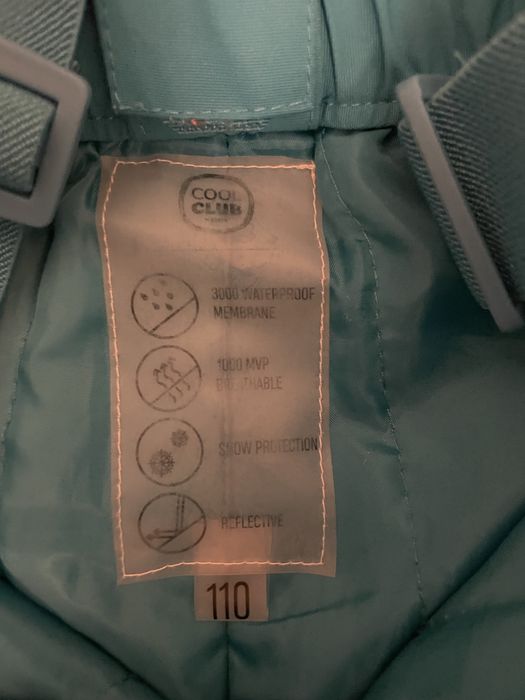 COOL
CLUB
3000 WATERPROOF
MEMBRANE
1000 MVP
BREATHABLE
SNOW PROTECTION
REFLECTIVE
110